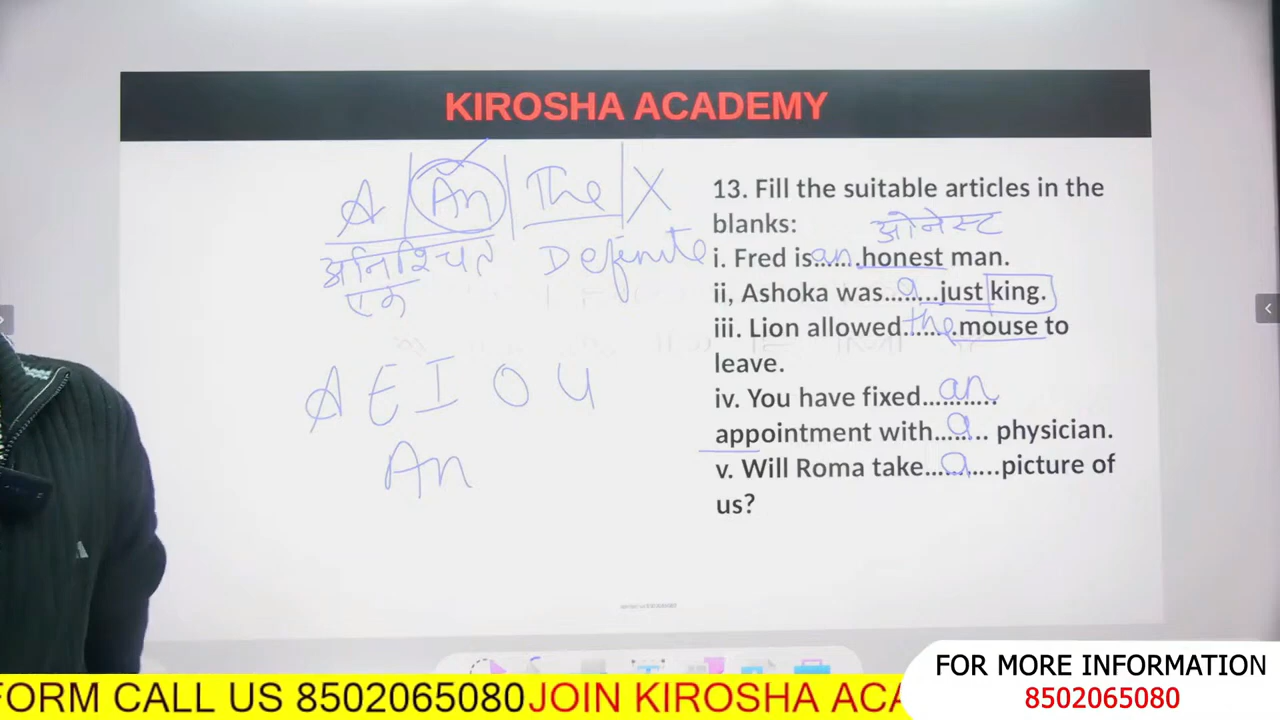 KIROSHA ACADEMY
A | An | The | X
अनिश्चित Definite
एक
A E I O U
An
13. Fill the suitable articles in the
blanks:
ओनेस्ट
i. Fred is an honest man.
ii, Ashoka was a just king.
iii. Lion allowed the mouse to
leave.
iv. You have fixed an
appointment with a physician.
v. Will Roma take a picture of
us?
FORM CALL US 8502065080 JOIN KIROSHA ACA
FOR MORE INFORMATION
8502065080